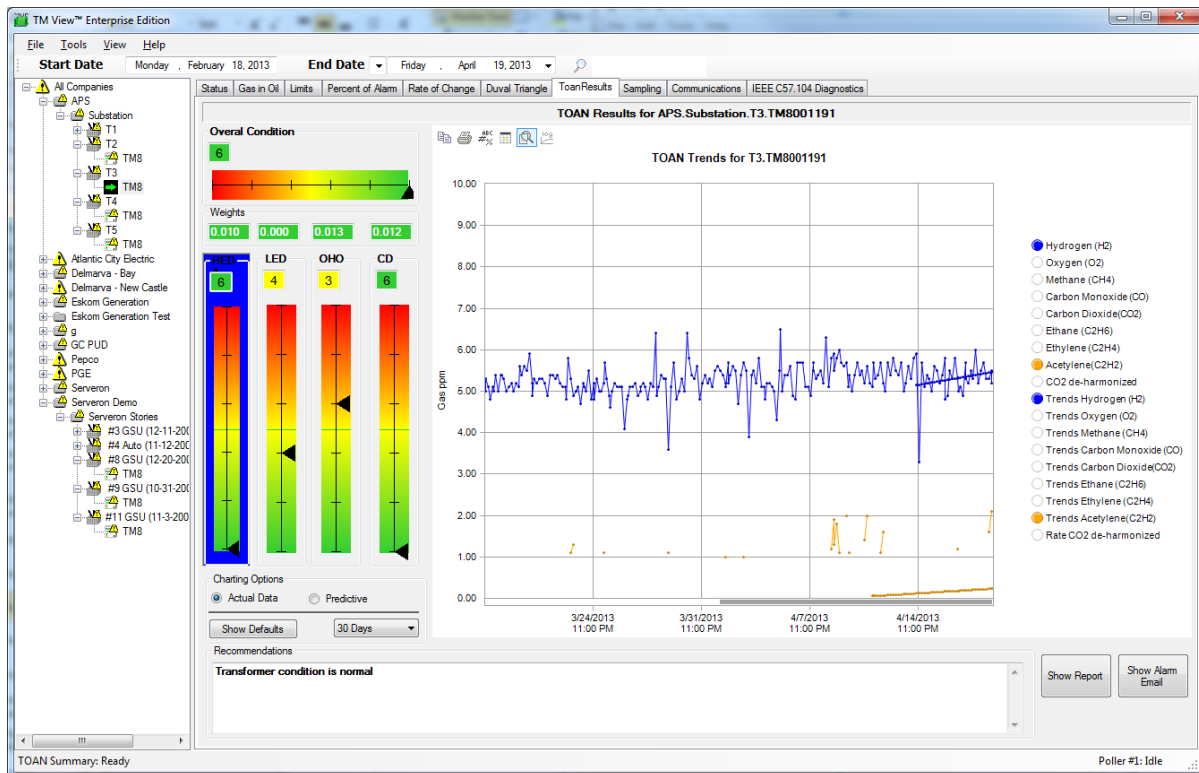 TM View™ Enterprise Edition
File Tools View Help
Start Date Monday , February 18, 2013 End Date Friday , April 19, 2013
Status Gas in Oil Limits Percent of Alarm Rate of Change Duval Triangle ToanResults Sampling Communications IEEE C57.104 Diagnostics
All Companies
APS
Substation
T1
T2
TM8
T3
TM8
T4
TM8
T5
TM8
Atlantic City Electric
Delmarva - Bay
Delmarva - New Castle
Eskom Generation
Eskom Generation Test
g
GC PUD
Pepco
PGE
Serveron
Serveron Demo
Serveron Stories
#3 GSU (12-11-200
#4 Auto (11-12-200
#8 GSU (12-20-200
TM8
#9 GSU (10-31-200
TM8
#11 GSU (11-3-200
TM8
TOAN Results for APS.Substation.T3.TM8001191
Overal Condition
6
Weights
0.010 0.000 0.013 0.012
HED LED OHO CD
6 4 3 6
Charting Options
Actual Data Predictive
Show Defaults 30 Days
TOAN Trends for T3.TM8001191
Gas ppm
10.00
9.00
8.00
7.00
6.00
5.00
4.00
3.00
2.00
1.00
0.00
3/24/2013 3/31/2013 4/7/2013 4/14/2013
11:00 PM 11:00 PM 11:00 PM 11:00 PM
Hydrogen (H2)
Oxygen (O2)
Methane (CH4)
Carbon Monoxide (CO)
Carbon Dioxide(CO2)
Ethane (C2H6)
Ethylene (C2H4)
Acetylene(C2H2)
CO2 de-harmonized
Trends Hydrogen (H2)
Trends Oxygen (O2)
Trends Methane (CH4)
Trends Carbon Monoxide (CO)
Trends Carbon Dioxide(CO2)
Trends Ethane (C2H6)
Trends Ethylene (C2H4)
Trends Acetylene(C2H2)
Rate CO2 de-harmonized
Recommendations
Transformer condition is normal
Show Report
Show Alarm
Email
TOAN Summary: Ready Poller #1: Idle